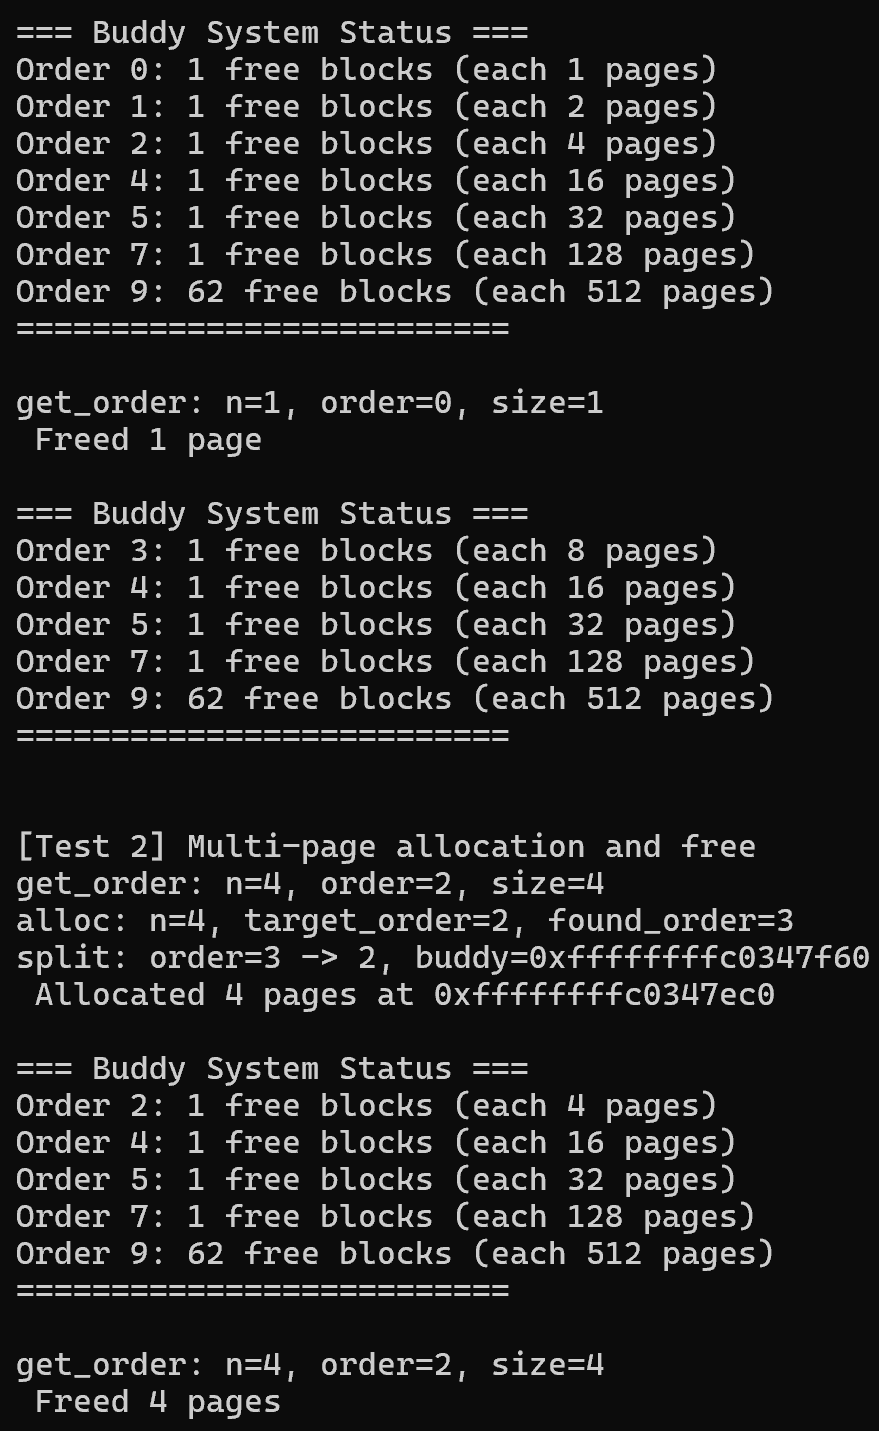 === Buddy System Status ===
Order 0: 1 free blocks (each 1 pages)
Order 1: 1 free blocks (each 2 pages)
Order 2: 1 free blocks (each 4 pages)
Order 4: 1 free blocks (each 16 pages)
Order 5: 1 free blocks (each 32 pages)
Order 7: 1 free blocks (each 128 pages)
Order 9: 62 free blocks (each 512 pages)
==========================
get_order: n=1, order=0, size=1
 Freed 1 page
=== Buddy System Status ===
Order 3: 1 free blocks (each 8 pages)
Order 4: 1 free blocks (each 16 pages)
Order 5: 1 free blocks (each 32 pages)
Order 7: 1 free blocks (each 128 pages)
Order 9: 62 free blocks (each 512 pages)
==========================
[Test 2] Multi-page allocation and free
get_order: n=4, order=2, size=4
alloc: n=4, target_order=2, found_order=3
split: order=3 -> 2, buddy=0xffffffffc0347f60
 Allocated 4 pages at 0xffffffffc0347ec0
=== Buddy System Status ===
Order 2: 1 free blocks (each 4 pages)
Order 4: 1 free blocks (each 16 pages)
Order 5: 1 free blocks (each 32 pages)
Order 7: 1 free blocks (each 128 pages)
Order 9: 62 free blocks (each 512 pages)
==========================
get_order: n=4, order=2, size=4
 Freed 4 pages